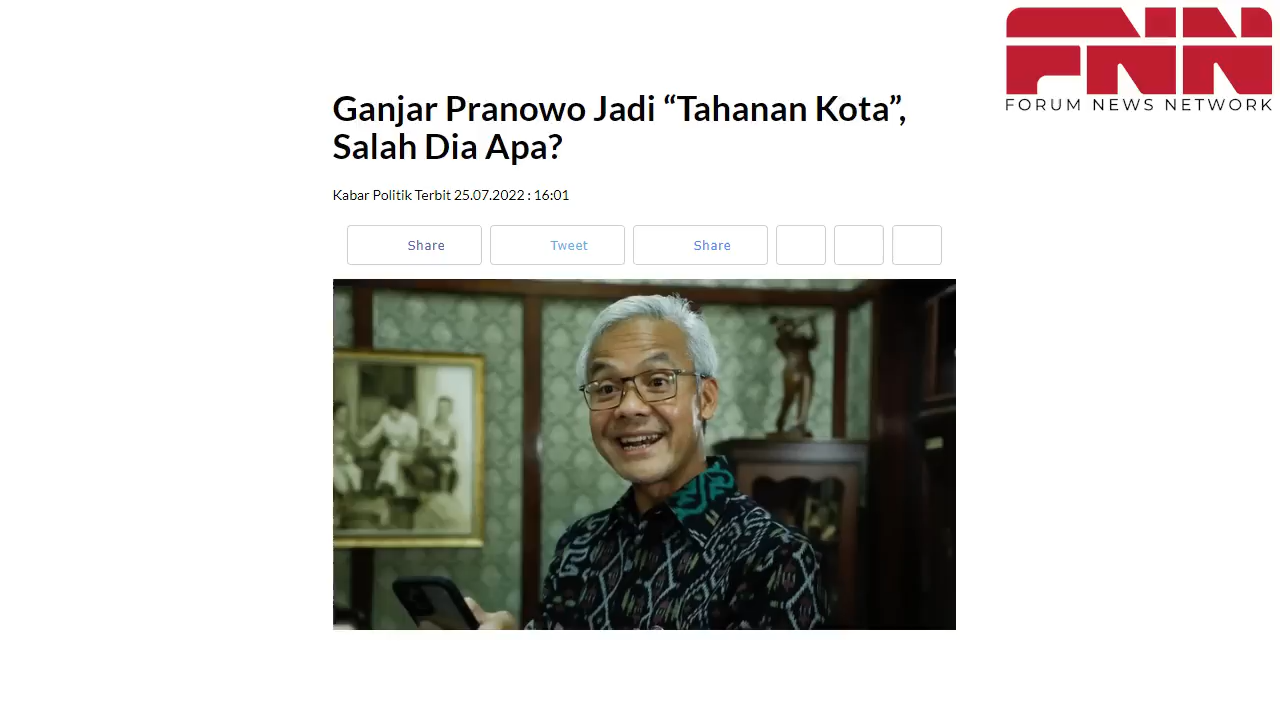 FNN
FORUM NEWS NETWORK
Ganjar Pranowo Jadi “Tahanan Kota”,
Salah Dia Apa?
Kabar Politik Terbit 25.07.2022 : 16:01
Share
Tweet
Share